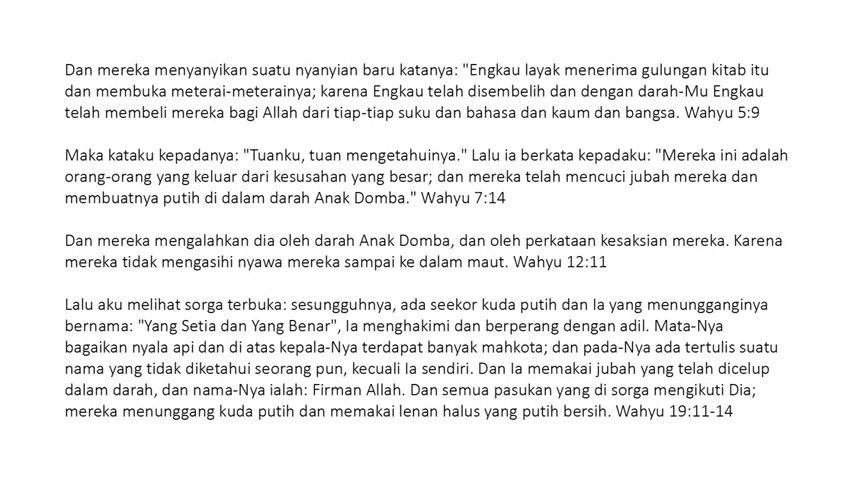 Dan mereka menyanyikan suatu nyanyian baru katanya: "Engkau layak menerima gulungan kitab itu
dan membuka meterai-meterainya; karena Engkau telah disembelih dan dengan darah-Mu Engkau
telah membeli mereka bagi Allah dari tiap-tiap suku dan bahasa dan kaum dan bangsa. Wahyu 5:9
Maka kataku kepadanya: "Tuanku, tuan mengetahuinya." Lalu ia berkata kepadaku: "Mereka ini adalah
orang-orang yang keluar dari kesusahan yang besar; dan mereka telah mencuci jubah mereka dan
membuatnya putih di dalam darah Anak Domba." Wahyu 7:14
Dan mereka mengalahkan dia oleh darah Anak Domba, dan oleh perkataan kesaksian mereka. Karena
mereka tidak mengasihi nyawa mereka sampai ke dalam maut. Wahyu 12:11
Lalu aku melihat sorga terbuka: sesungguhnya, ada seekor kuda putih dan Ia yang menungganginya
bernama: "Yang Setia dan Yang Benar", Ia menghakimi dan berperang dengan adil. Mata-Nya
bagaikan nyala api dan di atas kepala-Nya terdapat banyak mahkota; dan pada-Nya ada tertulis suatu
nama yang tidak diketahui seorang pun, kecuali Ia sendiri. Dan Ia memakai jubah yang telah dicelup
dalam darah, dan nama-Nya ialah: Firman Allah. Dan semua pasukan yang di sorga mengikuti Dia;
mereka menunggang kuda putih dan memakai lenan halus yang putih bersih. Wahyu 19:11-14